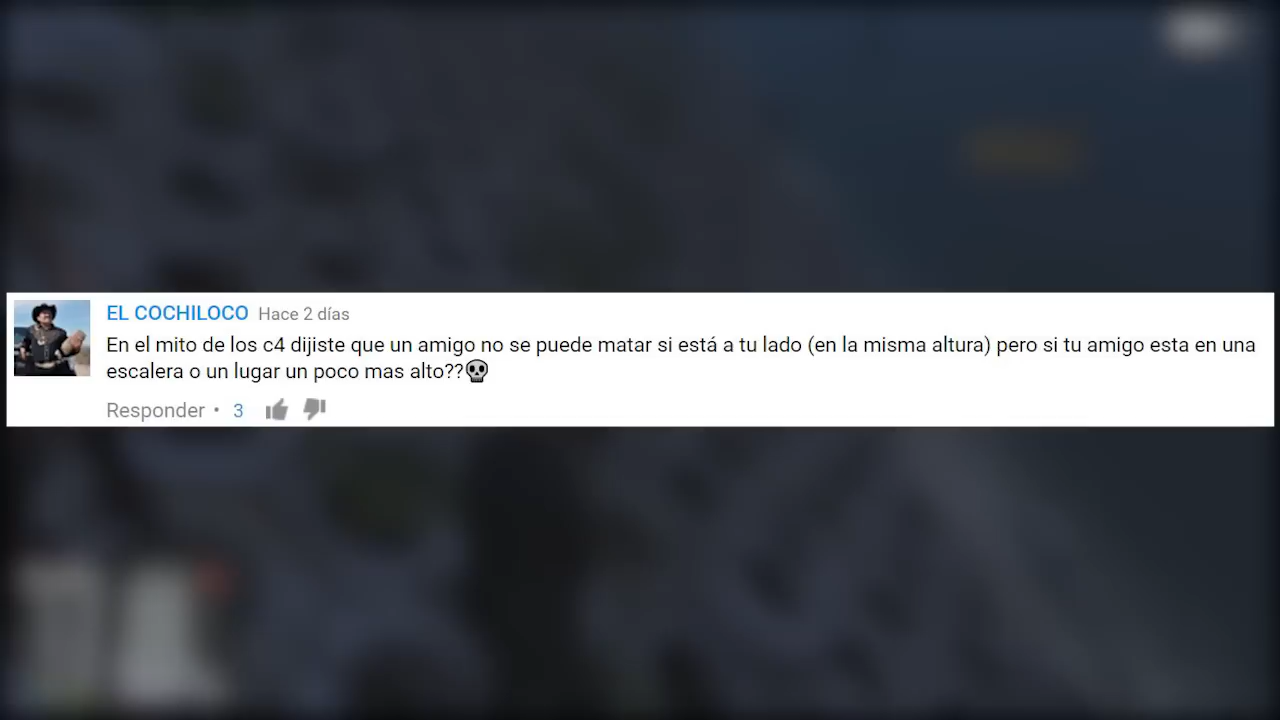 EL COCHILOCO Hace 2 días
En el mito de los c4 dijiste que un amigo no se puede matar si está a tu lado (en la misma altura) pero si tu amigo esta en una
escalera o un lugar un poco mas alto??💀
Responder • 3